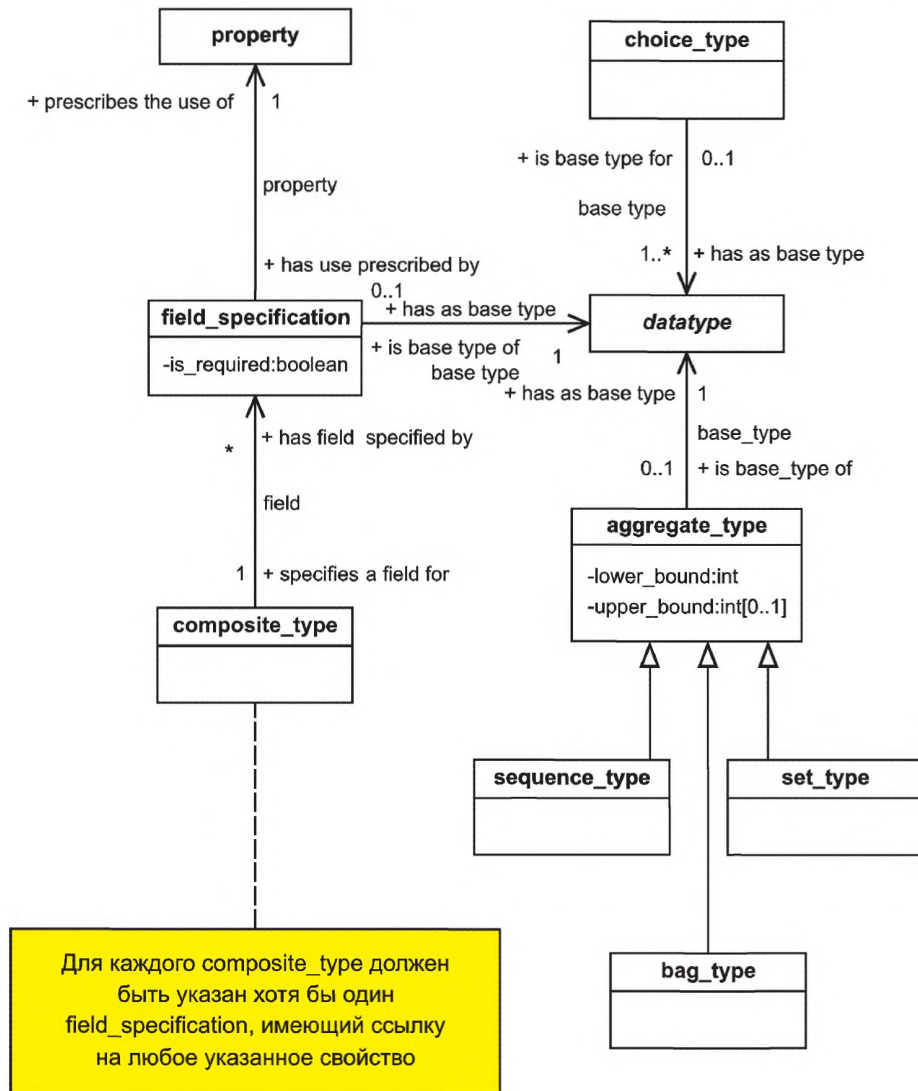 property
choice_type
+ prescribes the use of
1
+ is base type for
0..1
property
base type
+ has use prescribed by
1..*
+ has as base type
0..1
field_specification
+ has as base type
datatype
-is_required:boolean
+ is base type of
1
base type
+ has as base type
1
*
+ has field specified by
base_type
0..1
+ is base_type of
field
aggregate_type
1
+ specifies a field for
-lower_bound:int
-upper_bound:int[0..1]
composite_type
sequence_type
set_type
bag_type
Для каждого composite_type должен
быть указан хотя бы один
field_specification, имеющий ссылку
на любое указанное свойство